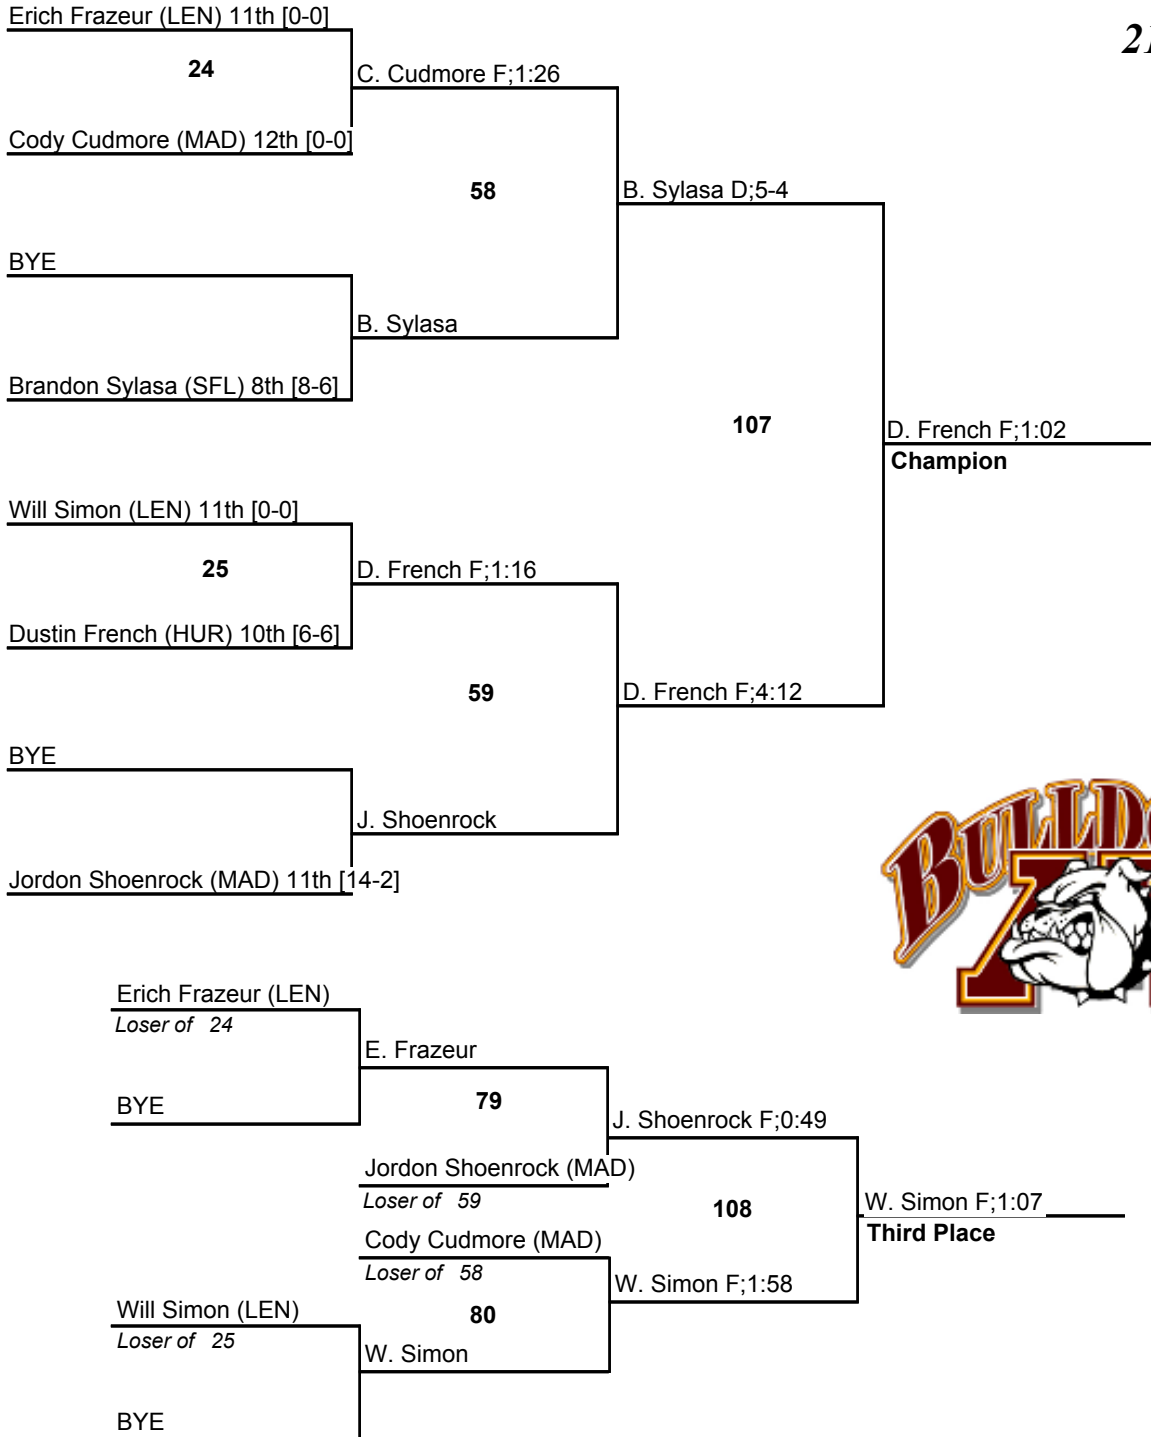 Erich Frazeur (LEN) 11th [0-0]
21
24
C. Cudmore F;1:26
Cody Cudmore (MAD) 12th [0-0]
58
B. Sylasa D;5-4
BYE
B. Sylasa
Brandon Sylasa (SFL) 8th [8-6]
107
D. French F;1:02
Champion
Will Simon (LEN) 11th [0-0]
25
D. French F;1:16
Dustin French (HUR) 10th [6-6]
59
D. French F;4:12
BYE
J. Shoenrock
Jordon Shoenrock (MAD) 11th [14-2]
Erich Frazeur (LEN)
Loser of 24
E. Frazeur
BYE
79
J. Shoenrock F;0:49
Jordon Shoenrock (MAD)
Loser of 59
108
W. Simon F;1:07
Third Place
Cody Cudmore (MAD)
Loser of 58
W. Simon F;1:58
Will Simon (LEN)
80
Loser of 25
W. Simon
BYE